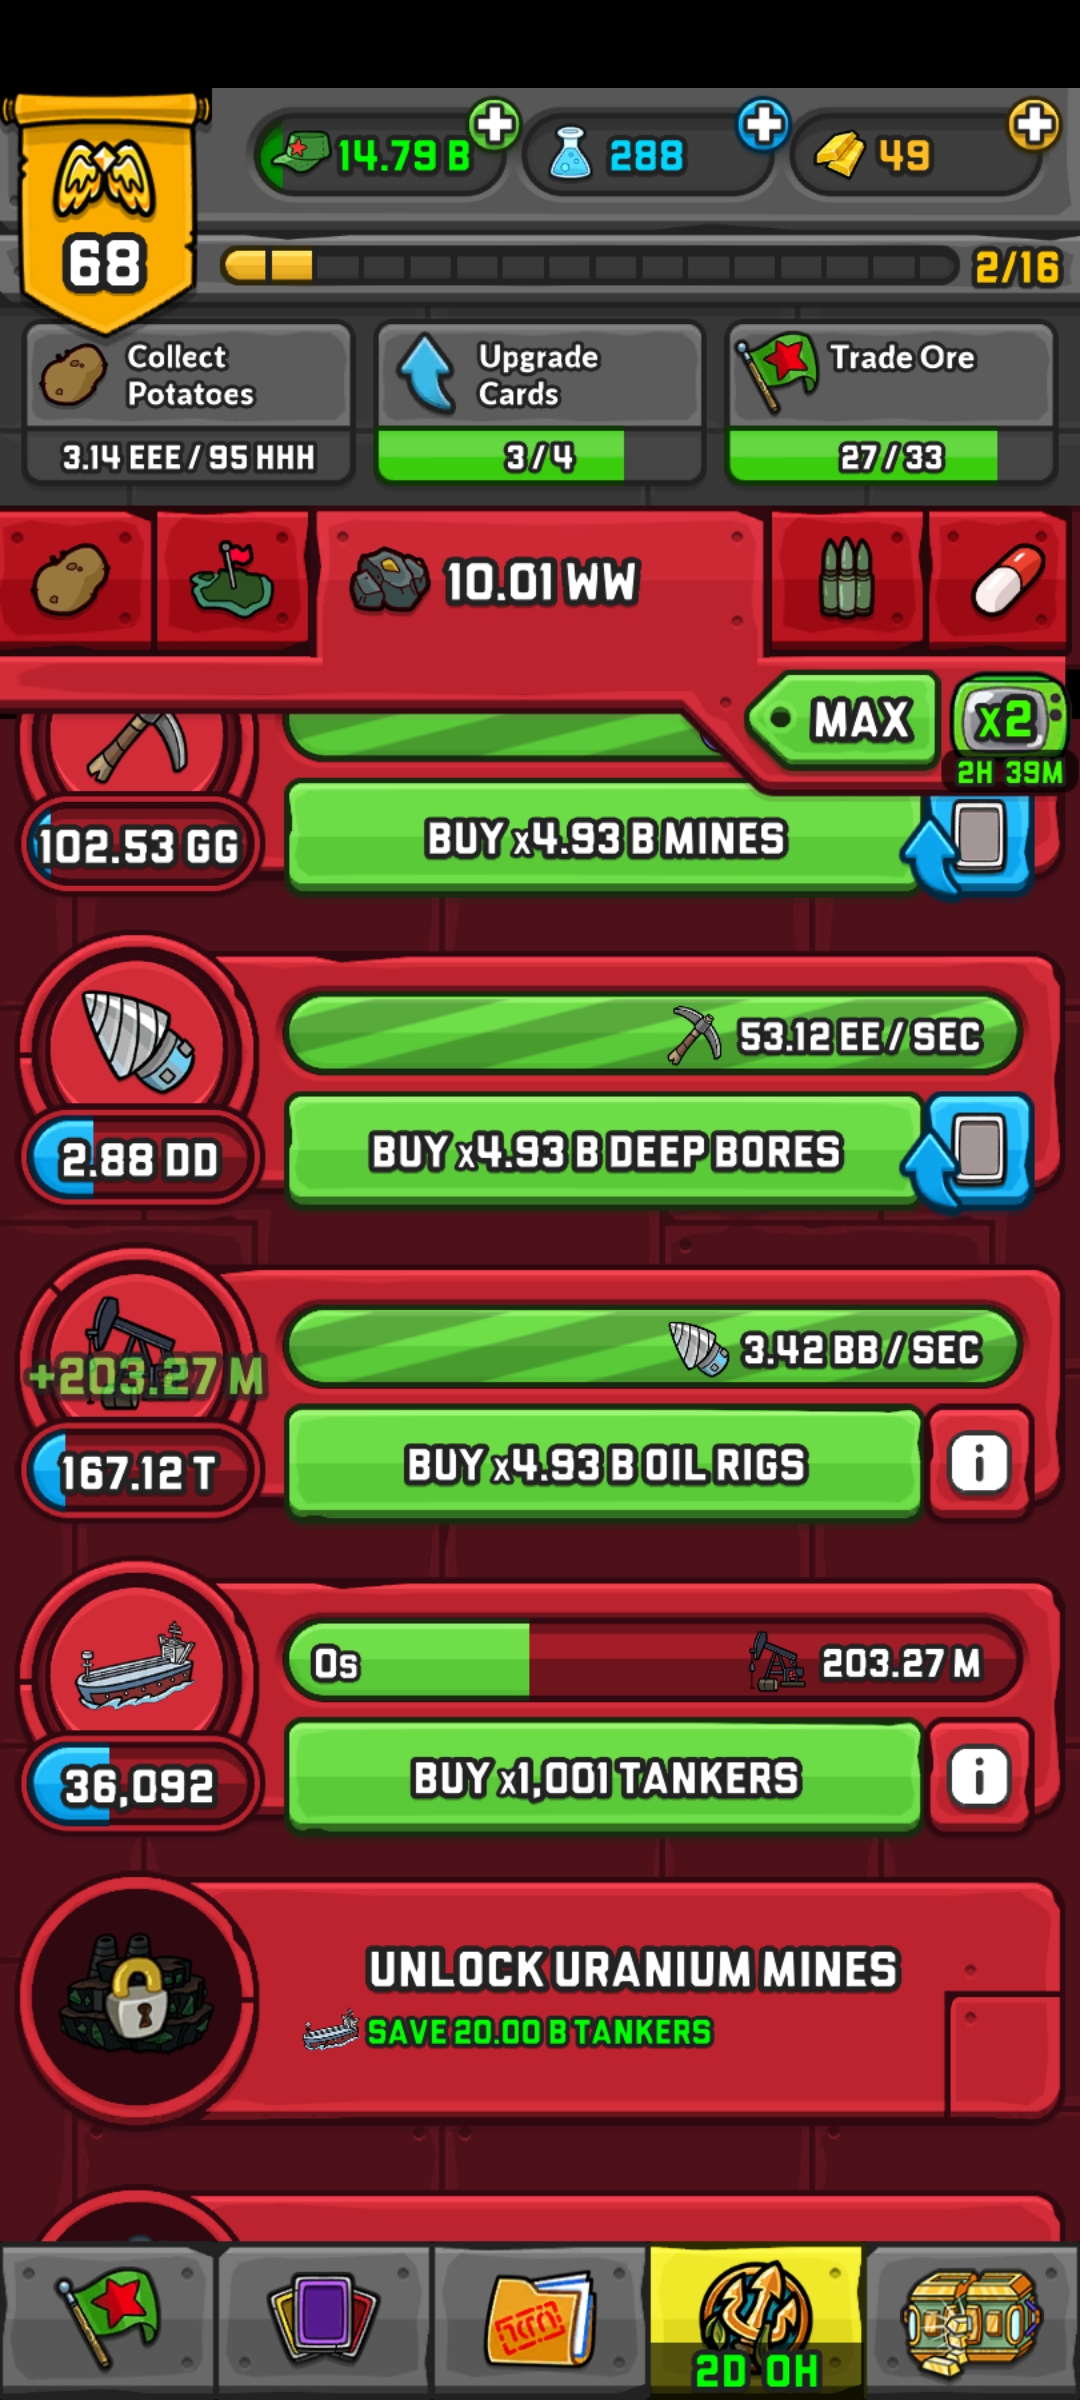 14.79 B
288
49
68
2/16
Collect
Potatoes
3.14 EEE / 95 HHH
Upgrade
Cards
3 / 4
Trade Ore
27 / 33
10.01 WW
MAX
x2
2H 39M
102.53 GG
BUY x4.93 B MINES
53.12 EE / SEC
2.88 DD
BUY x4.93 B DEEP BORES
3.42 BB / SEC
+203.27 M
167.12 T
BUY x4.93 B OIL RIGS
0s
203.27 M
36,092
BUY x1,001 TANKERS
UNLOCK URANIUM MINES
SAVE 20.00 B TANKERS
2D 0H